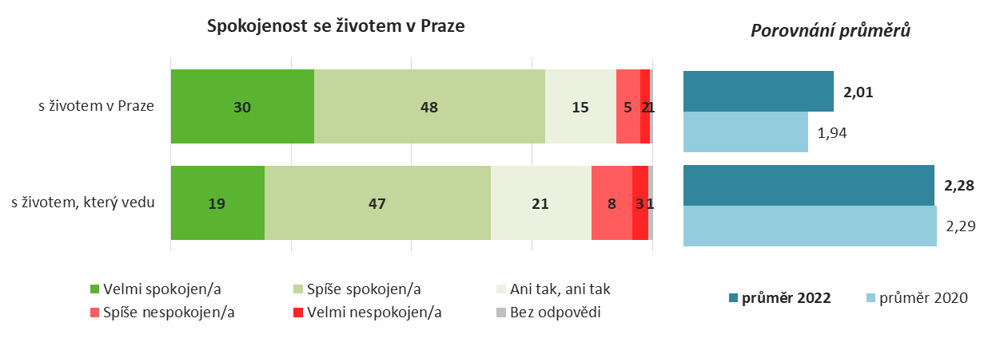 Spokojenost se životem v Praze
Porovnání průměrů
s životem v Praze
30
48
15
5
2
1
2,01
1,94
s životem, který vedu
19
47
21
8
3
1
2,28
2,29
Velmi spokojen/a
Spíše spokojen/a
Ani tak, ani tak
Spíše nespokojen/a
Velmi nespokojen/a
Bez odpovědi
průměr 2022
průměr 2020